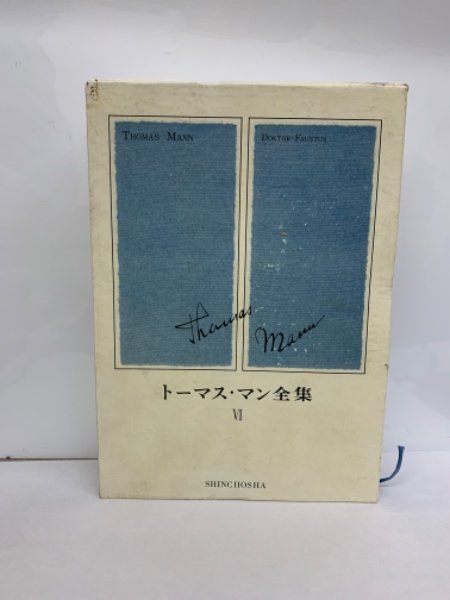 THOMAS MANN
DOKTOR FAUSTUS
Thomas Mann
トーマス・マン全集
VI
SHINCHOSHA